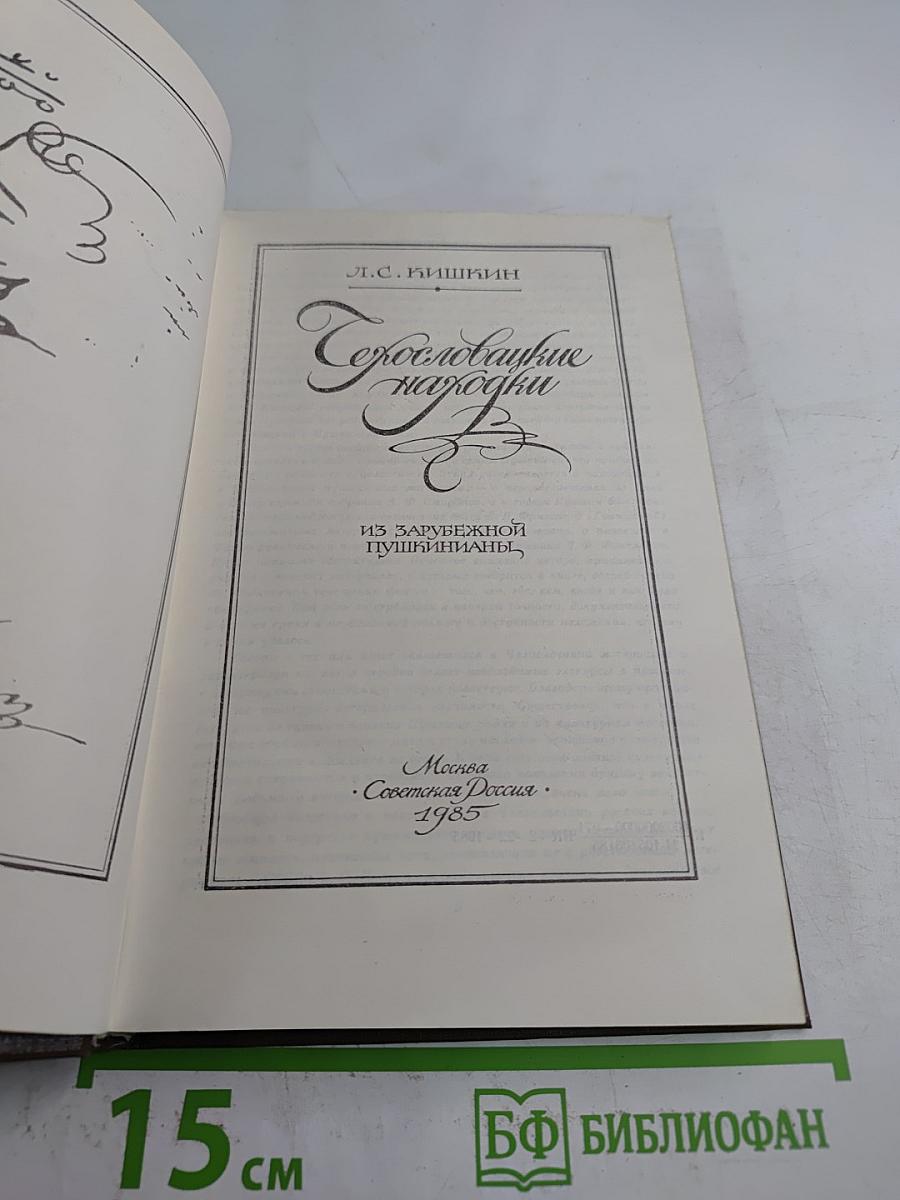 Л.С. КИШКИН
Чехословацкие
находки
ИЗ ЗАРУБЕЖНОЙ
ПУШКИНИАНЫ
Москва
·Советская Россия·
1985
15 см
БФ БИБЛИОФАН